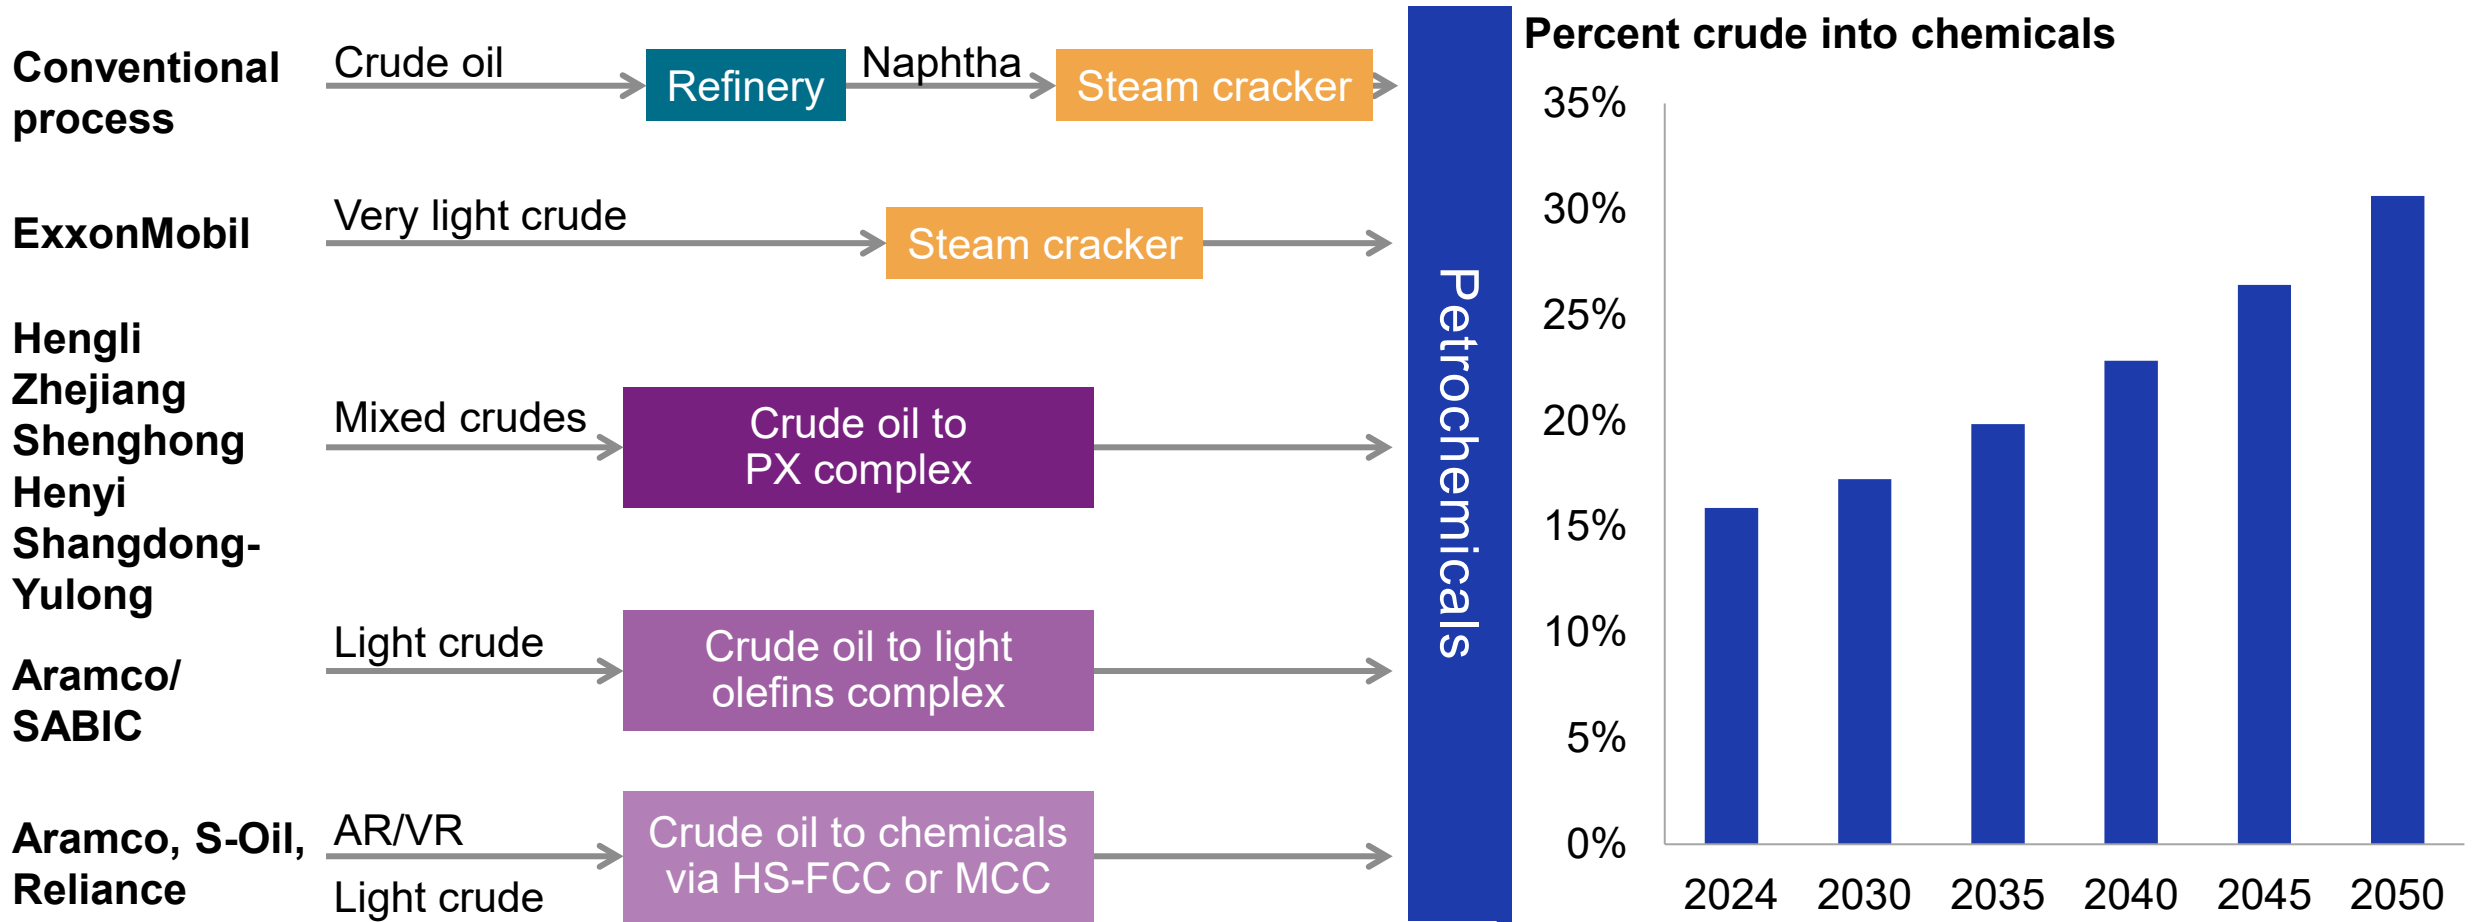 Conventional
process
Crude oil
Refinery
Naphtha
Steam cracker
ExxonMobil
Very light crude
Steam cracker
Hengli
Zhejiang
Shenghong
Henyi
Shangdong-
Yulong
Mixed crudes
Crude oil to
PX complex
Aramco/
SABIC
Light crude
Crude oil to light
olefins complex
Aramco, S-Oil,
Reliance
AR/VR
Light crude
Crude oil to chemicals
via HS-FCC or MCC
Petrochemicals
Percent crude into chemicals
35%
30%
25%
20%
15%
10%
5%
0%
2024 2030 2035 2040 2045 2050